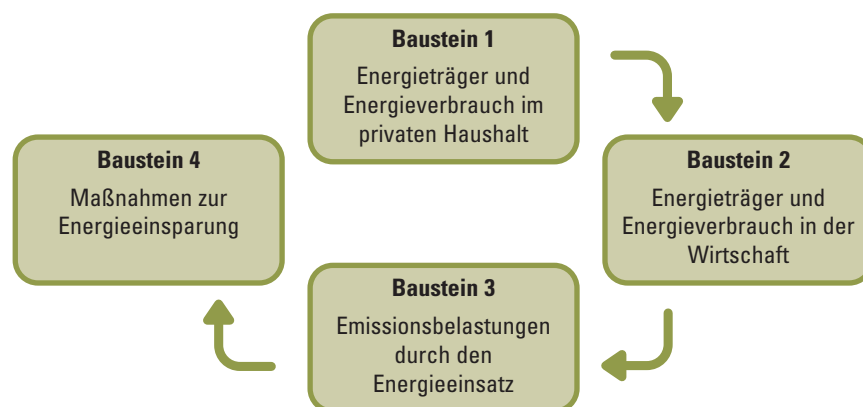 Baustein 1
Energieträger und
Energieverbrauch im
privaten Haushalt
Baustein 2
Energieträger und
Energieverbrauch in der
Wirtschaft
Baustein 3
Emissionsbelastungen
durch den
Energieeinsatz
Baustein 4
Maßnahmen zur
Energieeinsparung